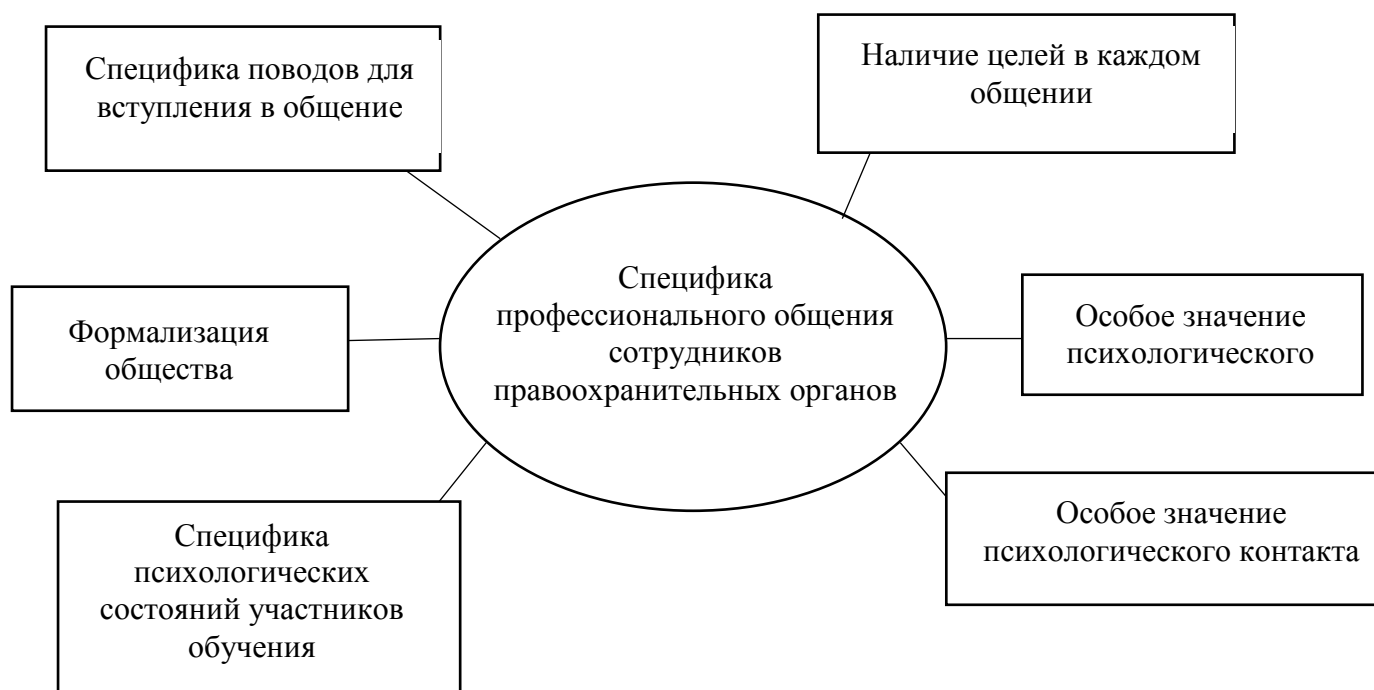 Специфика поводов для
вступления в общение
Наличие целей в каждом
общении
Специфика
профессионального общения
сотрудников
правоохранительных органов
Формализация
общества
Особое значение
психологического
Специфика
психологических
состояний участников
обучения
Особое значение
психологического контакта